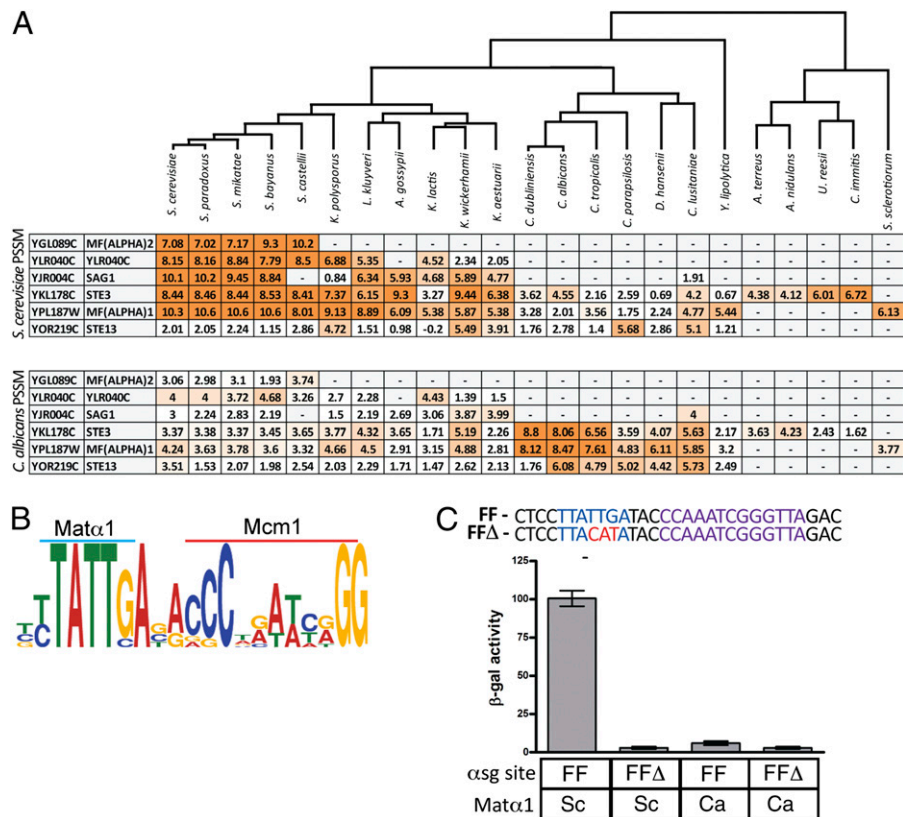 A
S. cerevisiae
S. paradoxus
S. mikatae
S. bayanus
S. castellii
K. polysporus
L. kluyveri
A. gossypii
K. lactis
K. wickerhamii
K. aestuarii
C. dubliniensis
C. albicans
C. tropicalis
C. parapsilosis
D. hansenii
C. lusitaniae
Y. lipolytica
A. terreus
A. nidulans
U. reesii
C. immitis
S. sclerotiorum
S. cerevisiae PSSM
YGL089C MF(ALPHA)2 7.08 7.02 7.17 9.3 10.2 - - - - - - - - - - - - - - - - - -
YLR040C YLR040C 8.15 8.16 8.84 7.79 8.5 6.88 5.35 - 4.52 2.34 2.05 - - - - - - - - - - - -
YJR004C SAG1 10.1 10.2 9.45 8.84 - 0.84 6.34 5.93 4.68 5.89 4.77 - - - - - 1.91 - - - - - -
YKL178C STE3 8.44 8.46 8.44 8.53 8.41 7.37 6.15 9.3 3.27 9.44 6.38 3.62 4.55 2.16 2.59 0.69 4.2 0.67 4.38 4.12 6.01 6.72 -
YPL187W MF(ALPHA)1 10.3 10.6 10.6 10.6 8.01 9.13 8.89 6.09 5.38 5.87 5.38 3.28 2.01 3.56 1.75 2.24 4.77 5.44 - - - - 6.13
YOR219C STE13 2.01 2.05 2.24 1.15 2.86 4.72 1.51 0.98 -0.2 5.49 3.91 1.76 2.78 1.4 5.68 2.86 5.1 1.21 - - - - -
C. albicans PSSM
YGL089C MF(ALPHA)2 3.06 2.98 3.1 1.93 3.74 - - - - - - - - - - - - - - - - - -
YLR040C YLR040C 4 4 3.72 4.68 3.26 2.7 2.28 - 4.43 1.39 1.5 - - - - - - - - - - - -
YJR004C SAG1 3 2.24 2.83 2.19 - 1.5 2.19 2.69 3.06 3.87 3.99 - - - - - 4 - - - - - -
YKL178C STE3 3.37 3.38 3.37 3.45 3.65 3.77 4.32 3.65 1.71 5.19 2.26 8.8 8.06 6.56 3.59 4.07 5.63 2.17 3.63 4.23 2.43 1.62 -
YPL187W MF(ALPHA)1 4.24 3.63 3.78 3.6 3.32 4.66 4.5 2.91 3.15 4.88 2.81 8.12 8.47 7.61 4.83 6.11 5.85 3.2 - - - - 3.77
YOR219C STE13 3.51 1.53 2.07 1.98 2.54 2.03 2.29 1.71 1.47 2.62 2.13 1.76 6.08 4.79 5.02 4.42 5.73 2.49 - - - - -
B
Matα1 Mcm1
TATTGA CCC GG
C
FF - CTCCTTATTGATACCCAAATCGGGTTAGAC
FFΔ - CTCCTTACATATACCCAAATCGGGTTAGAC
β-gal activity
125
100
75
50
25
0
αsg site FF FFΔ FF FFΔ
Matα1 Sc Sc Ca Ca